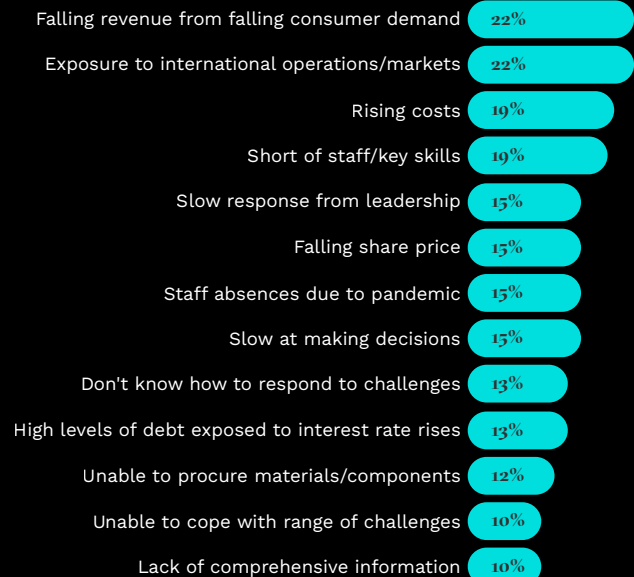 Falling revenue from falling consumer demand 22%
Exposure to international operations/markets 22%
Rising costs 19%
Short of staff/key skills 19%
Slow response from leadership 15%
Falling share price 15%
Staff absences due to pandemic 15%
Slow at making decisions 15%
Don't know how to respond to challenges 13%
High levels of debt exposed to interest rate rises 13%
Unable to procure materials/components 12%
Unable to cope with range of challenges 10%
Lack of comprehensive information 10%